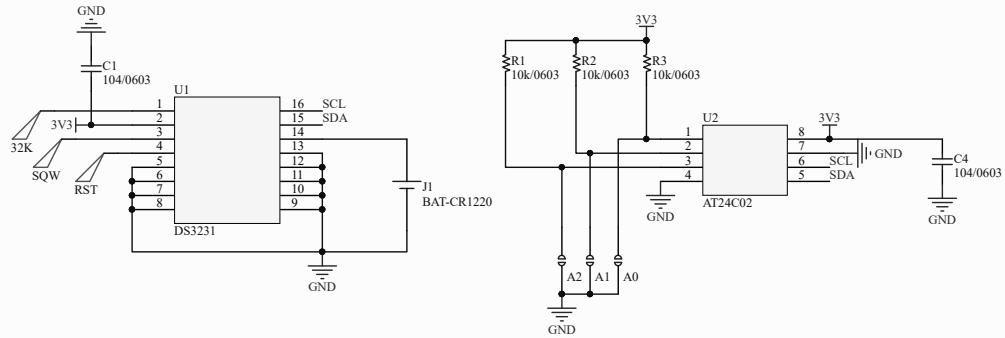 GND
C1
104/0603
U1
1
2
3
4
5
6
7
8
16
15
14
13
12
11
10
9
SCL
SDA
3V3
32K
SQW
RST
DS3231
J1
BAT-CR1220
GND
3V3
R1
10k/0603
R2
10k/0603
R3
10k/0603
U2
1
2
3
4
8
7
6
5
3V3
GND
SCL
SDA
AT24C02
GND
C4
104/0603
GND
A2
A1
A0
GND